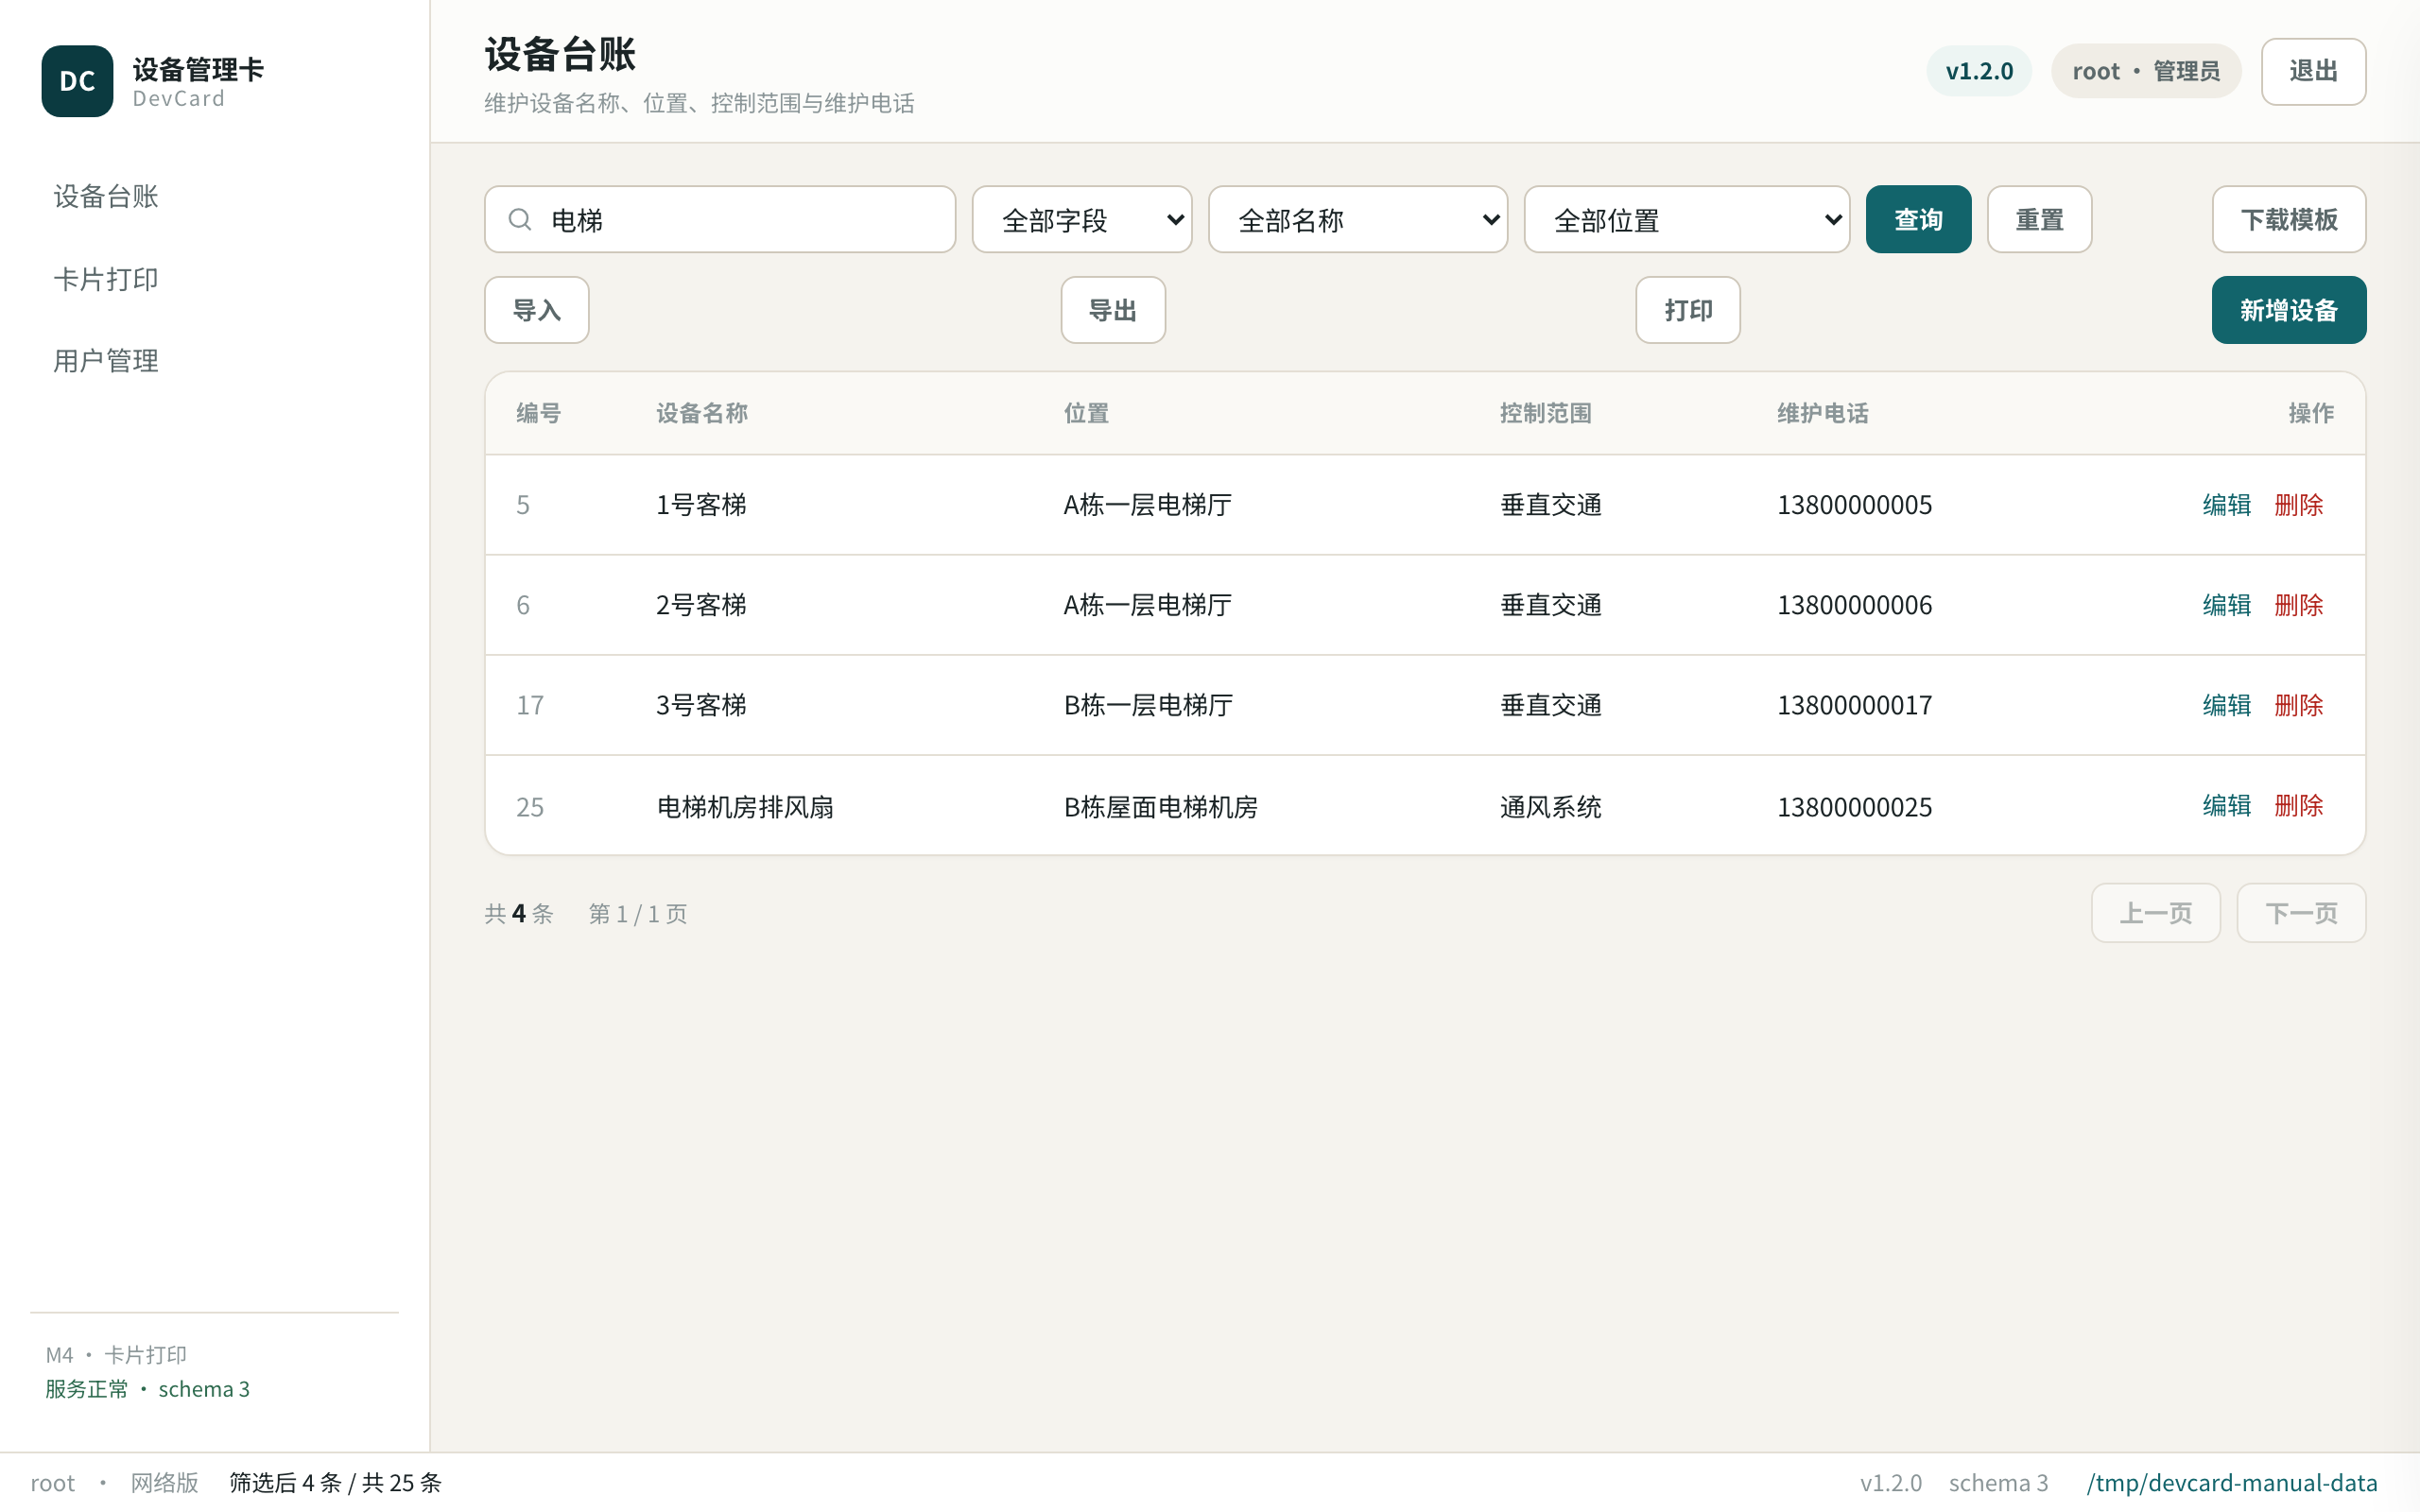 DC
设备管理卡
DevCard
设备台账
卡片打印
用户管理
M4 • 卡片打印
服务正常 • schema 3
设备台账
维护设备名称、位置、控制范围与维护电话
v1.2.0
root • 管理员
退出
电梯
全部字段
全部名称
全部位置
查询
重置
下载模板
导入
导出
打印
新增设备
编号 设备名称 位置 控制范围 维护电话 操作
5 1号客梯 A栋一层电梯厅 垂直交通 13800000005 编辑 删除
6 2号客梯 A栋一层电梯厅 垂直交通 13800000006 编辑 删除
17 3号客梯 B栋一层电梯厅 垂直交通 13800000017 编辑 删除
25 电梯机房排风扇 B栋屋面电梯机房 通风系统 13800000025 编辑 删除
共 4 条 第 1 / 1 页
上一页
下一页
root • 网络版 筛选后 4 条 / 共 25 条
v1.2.0 schema 3 /tmp/devcard-manual-data